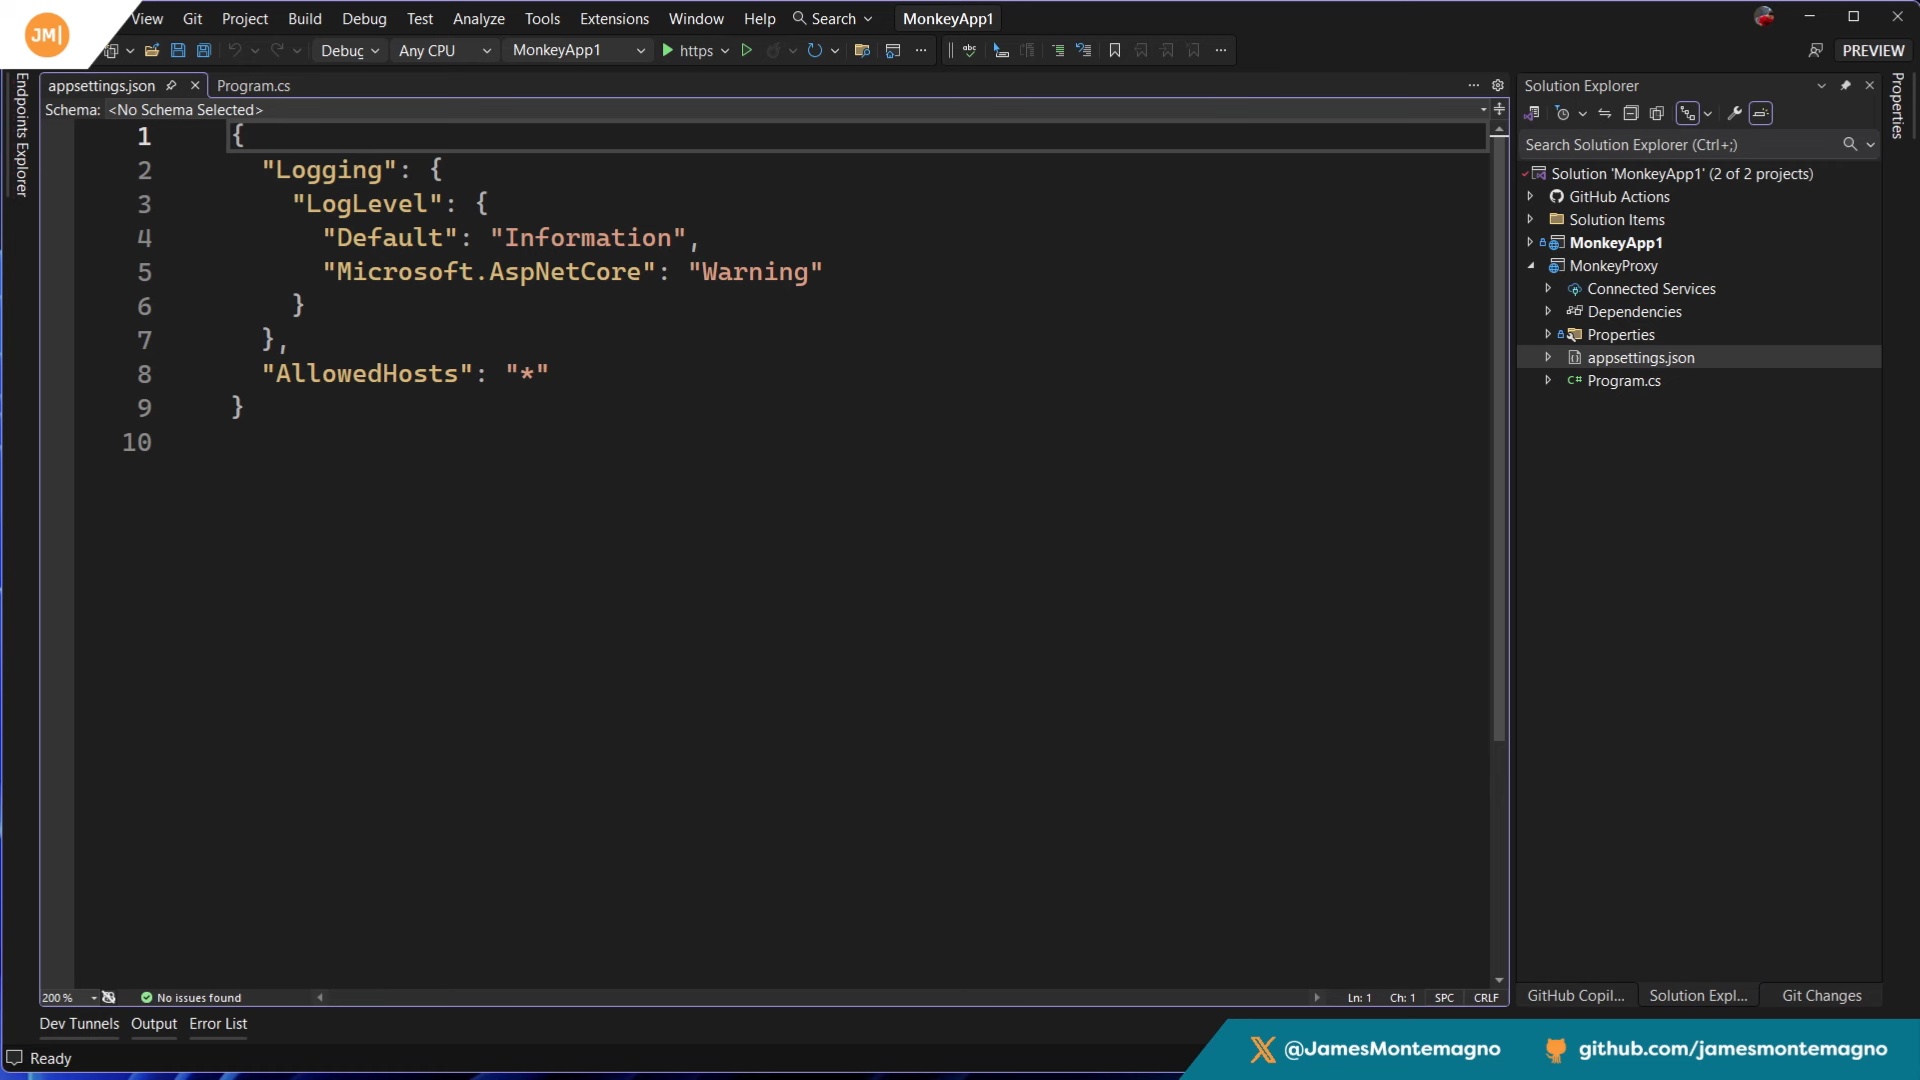 JM|
View Git Project Build Debug Test Analyze Tools Extensions Window Help Search MonkeyApp1
Debug Any CPU MonkeyApp1 https abc PREVIEW
Endpoints Explorer
appsettings.json Program.cs
Schema: <No Schema Selected>
1 {
2 "Logging": {
3 "LogLevel": {
4 "Default": "Information",
5 "Microsoft.AspNetCore": "Warning"
6 }
7 },
8 "AllowedHosts": "*"
9 }
10
200 % No issues found Ln: 1 Ch: 1 SPC CRLF
Solution Explorer
Search Solution Explorer (Ctrl+;)
Solution 'MonkeyApp1' (2 of 2 projects)
GitHub Actions
Solution Items
MonkeyApp1
MonkeyProxy
Connected Services
Dependencies
Properties
appsettings.json
C# Program.cs
GitHub Copil... Solution Expl... Git Changes
Properties
Dev Tunnels Output Error List
Ready
@JamesMontemagno github.com/jamesmontemagno